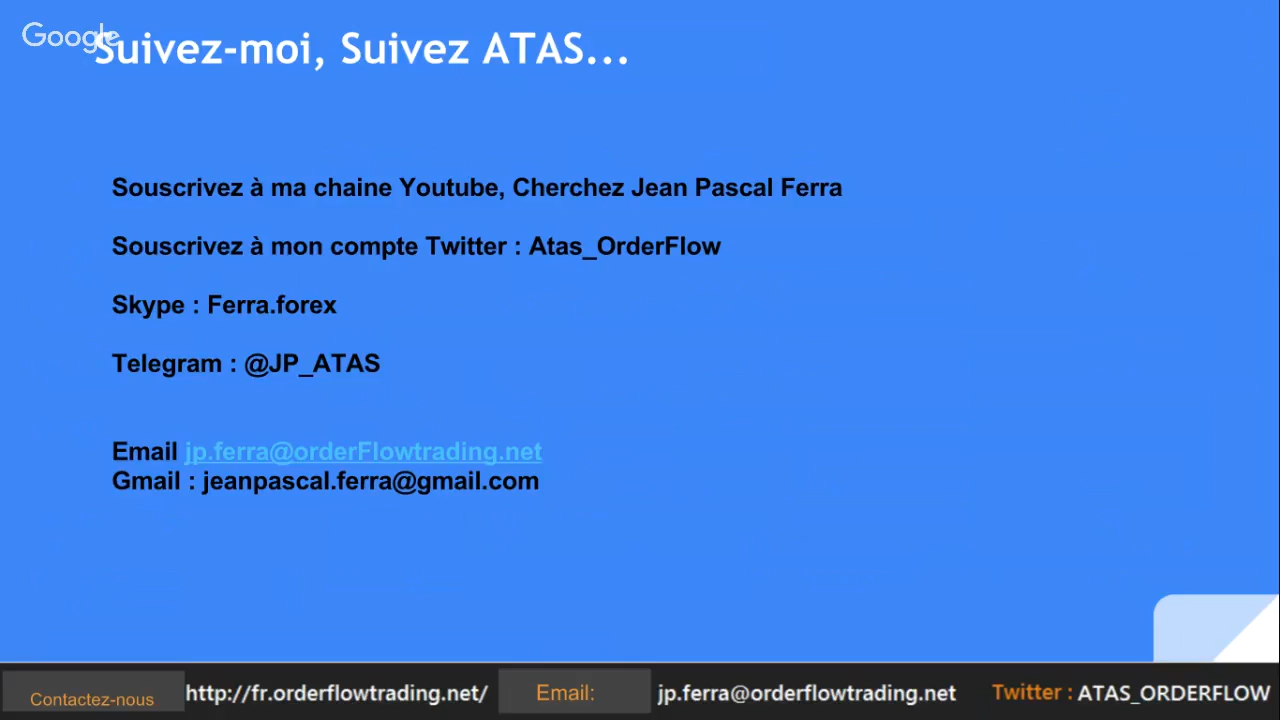 Google
Suivez-moi, Suivez ATAS...
Souscrivez à ma chaine Youtube, Cherchez Jean Pascal Ferra
Souscrivez à mon compte Twitter : Atas_OrderFlow
Skype : Ferra.forex
Telegram : @JP_ATAS
Email jp.ferra@orderFlowtrading.net
Gmail : jeanpascal.ferra@gmail.com
Contactez-nous http://fr.orderflowtrading.net/ Email: jp.ferra@orderflowtrading.net Twitter : ATAS_ORDERFLOW